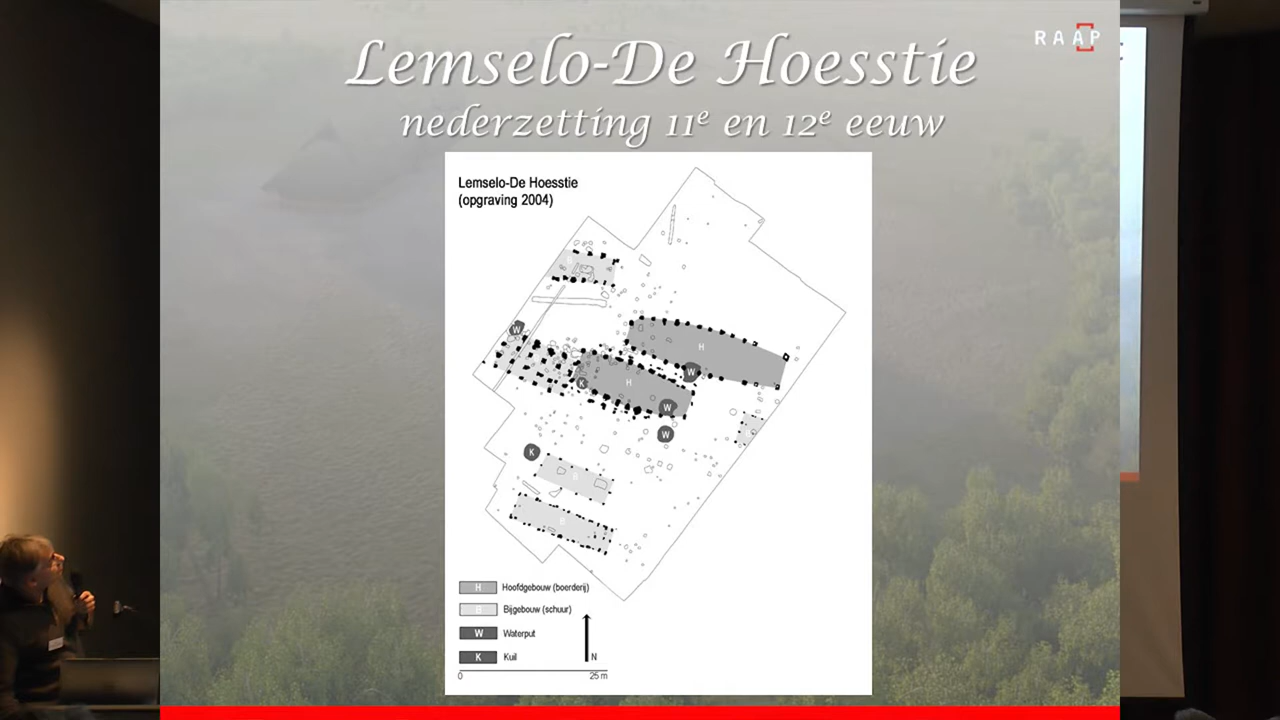 RAAP
Lemselo-De Hoesstie
nederzetting 11e en 12e eeuw
Lemselo-De Hoesstie
(opgraving 2004)
B
W
H
W
K
H
W
W
K
B
B
H Hoofdgebouw (boerderij)
B Bijgebouw (schuur)
W Waterput
K Kuil
N
0 25 m